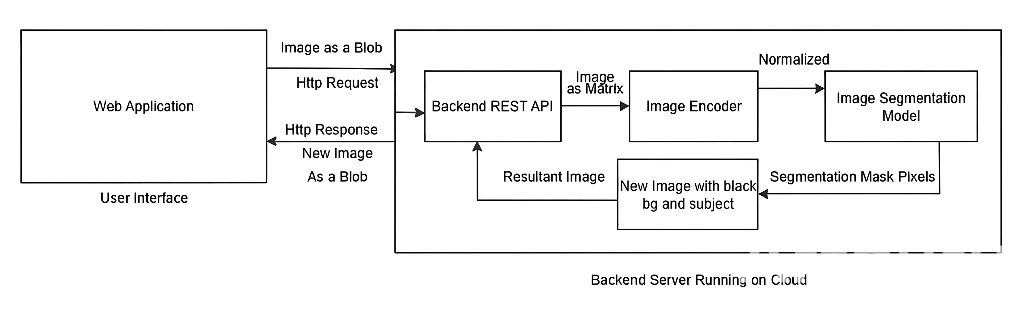 Image as a Blob
Http Request
Web Application
Http Response
New Image
As a Blob
User Interface
Backend REST API
Image
as Matrix
Image Encoder
Normalized
Image Segmentation
Model
Segmentation Mask Pixels
New Image with black
bg and subject
Resultant Image
Backend Server Running on Cloud